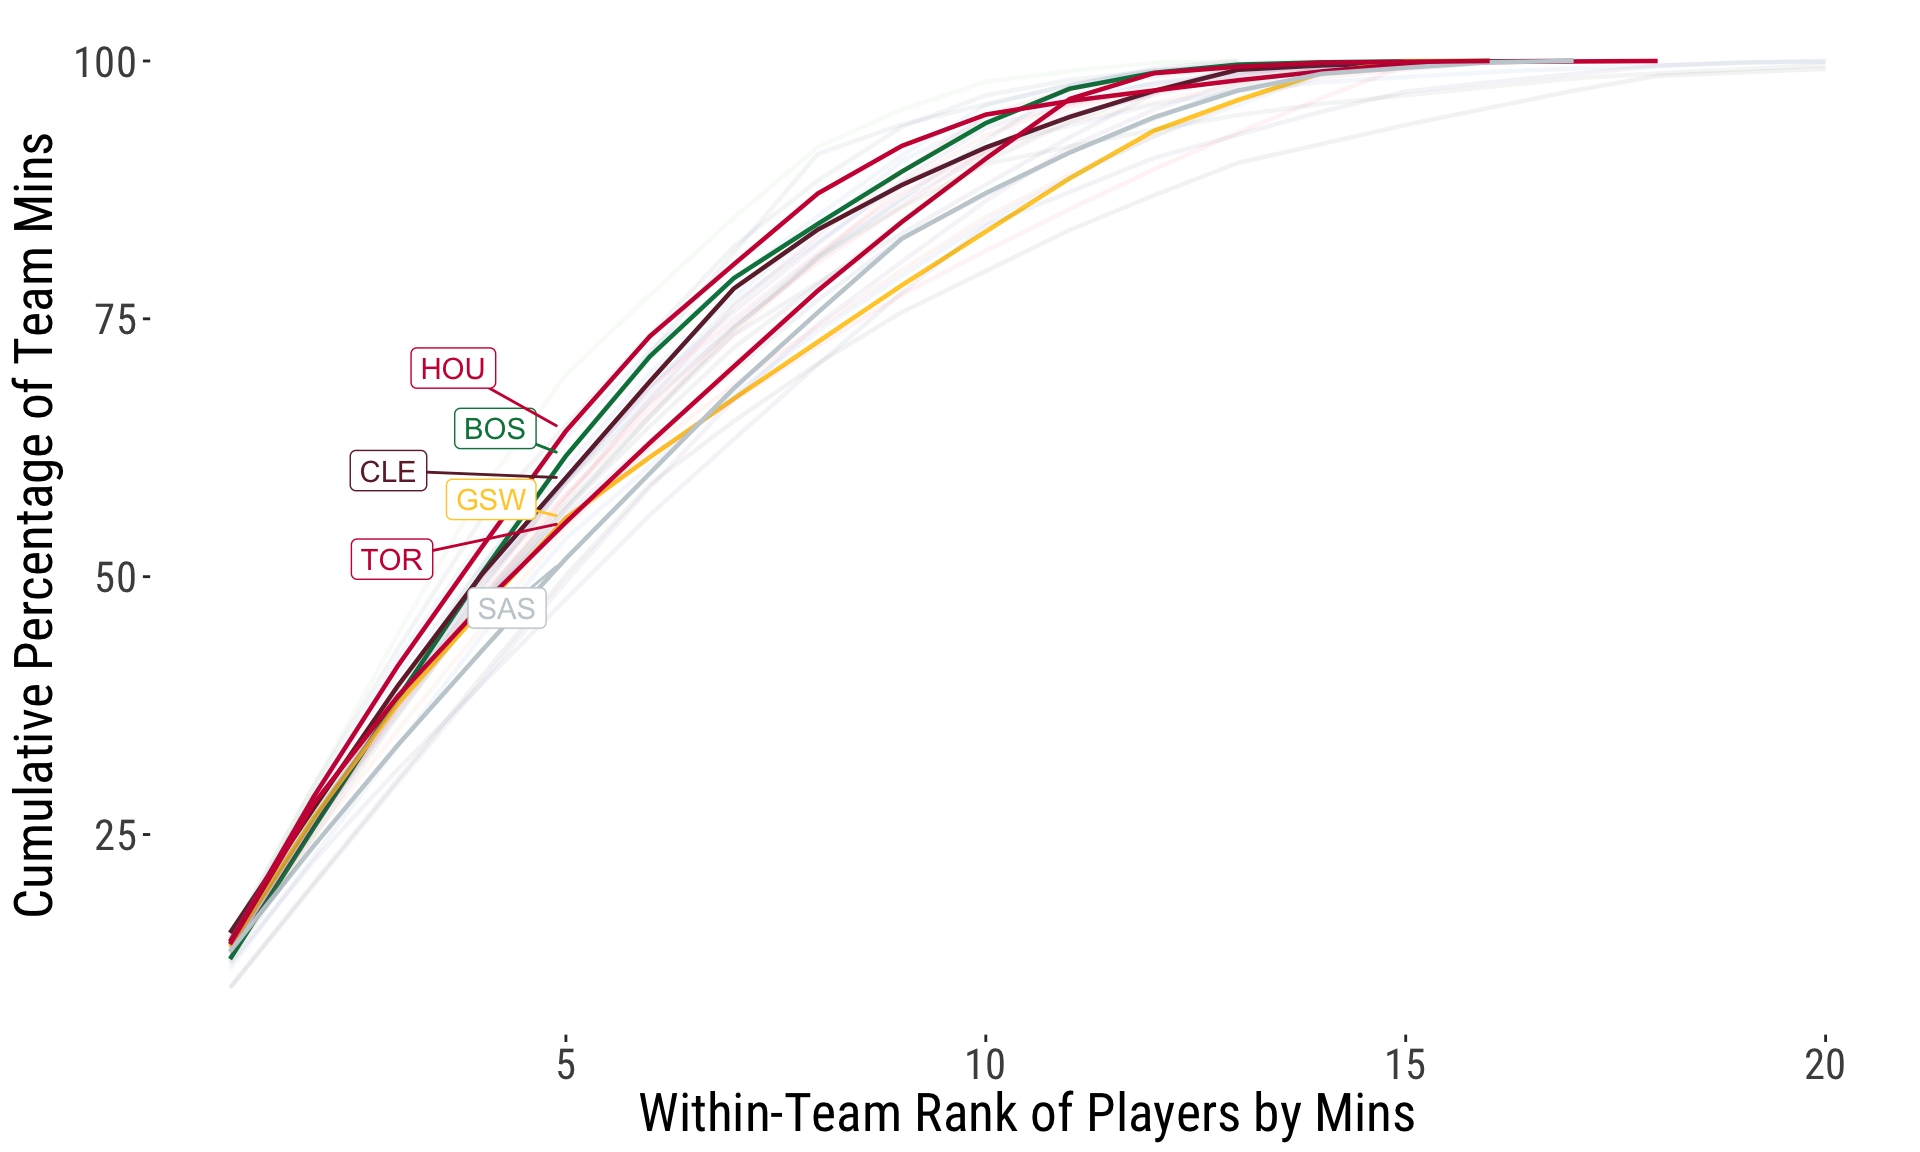 Cumulative Percentage of Team Mins
100
75
50
25
HOU
BOS
CLE
GSW
TOR
SAS
5 10 15 20
Within-Team Rank of Players by Mins